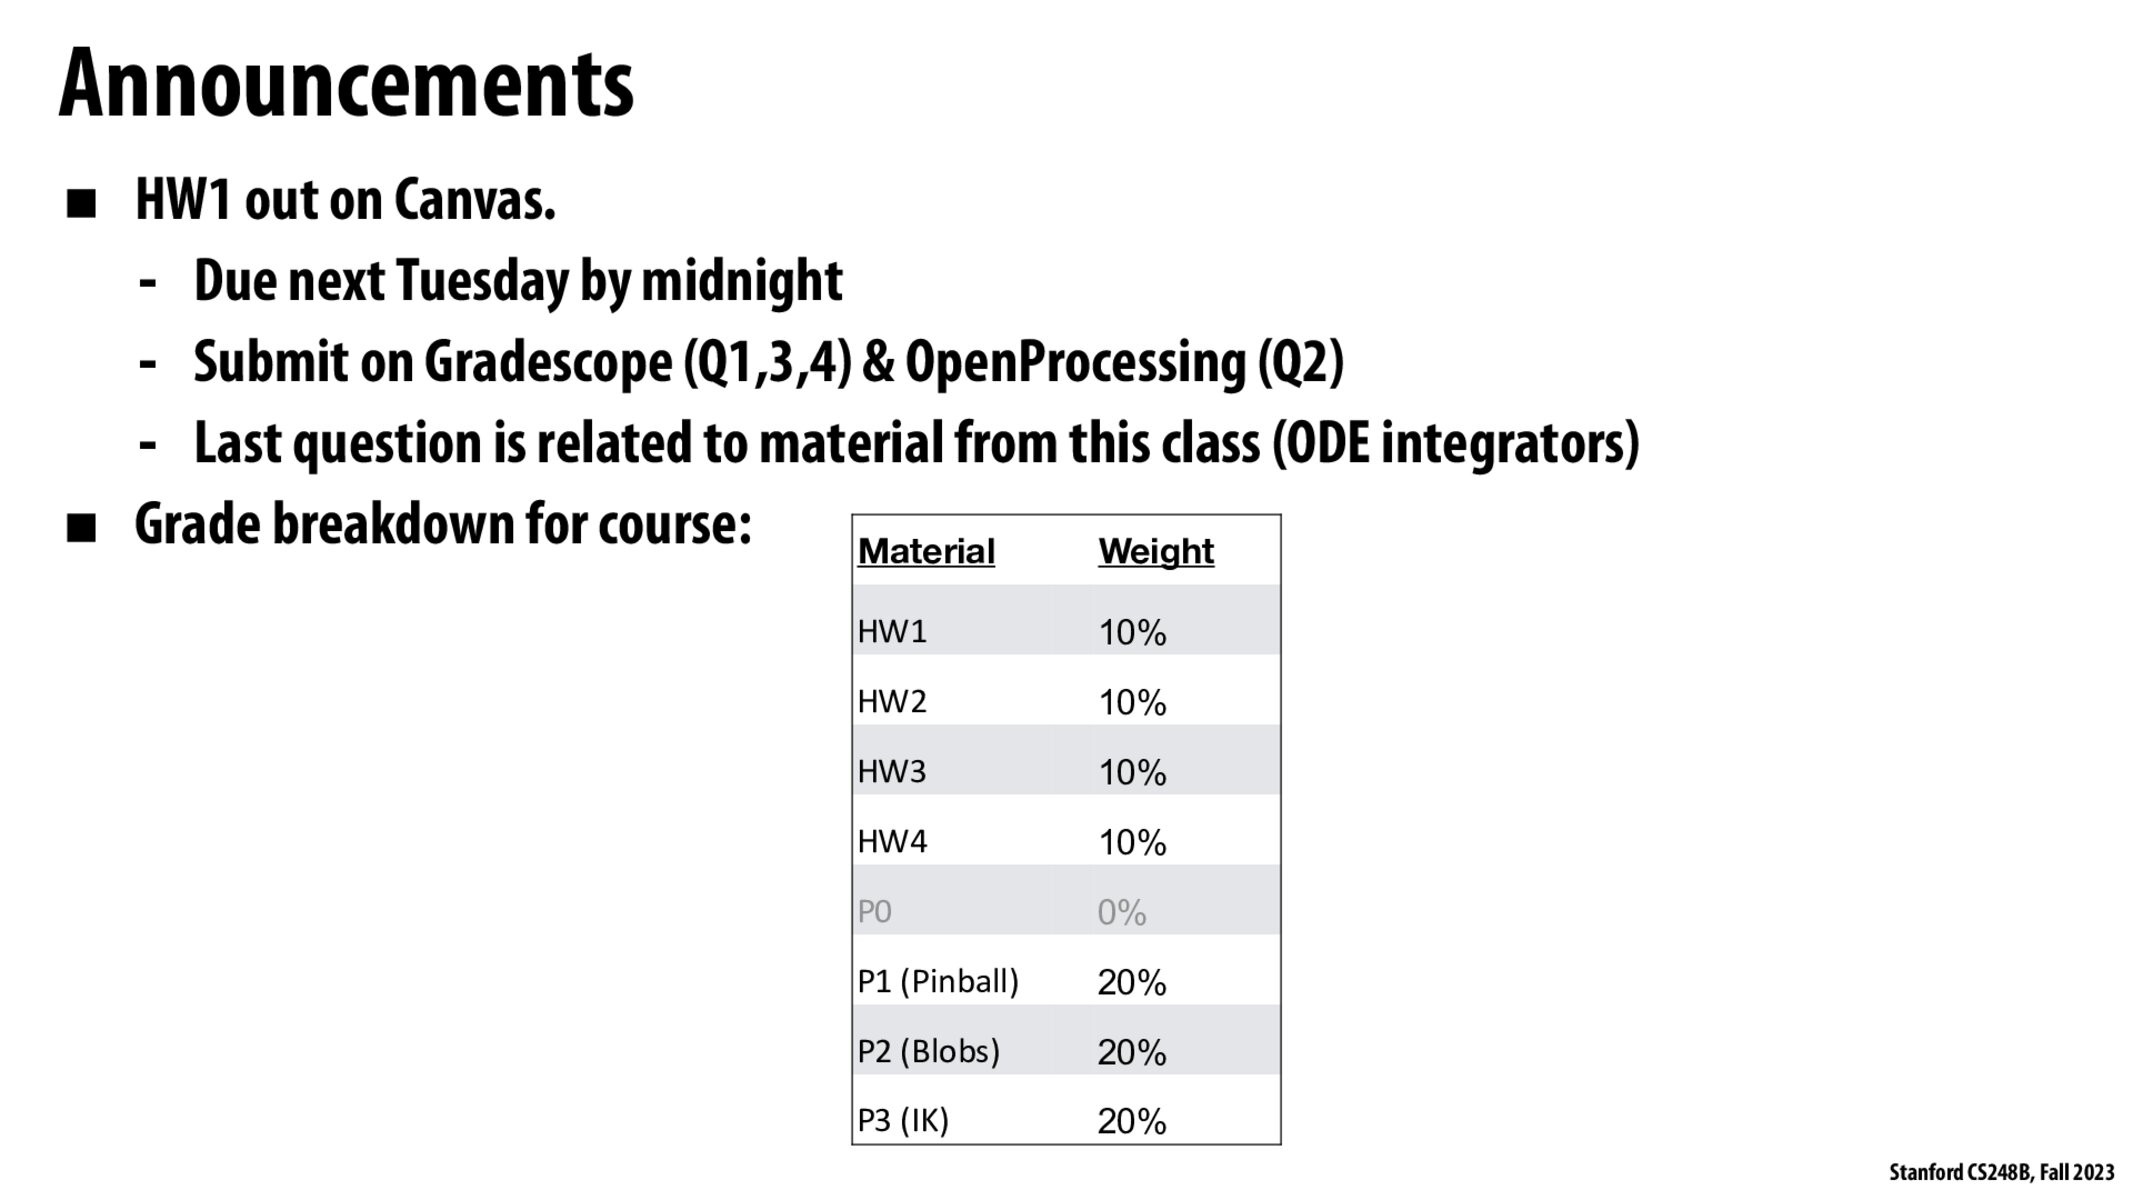 Announcements
■ HW1 out on Canvas.
- Due next Tuesday by midnight
- Submit on Gradescope (Q1,3,4) & OpenProcessing (Q2)
- Last question is related to material from this class (ODE integrators)
■ Grade breakdown for course:
Material Weight
HW1 10%
HW2 10%
HW3 10%
HW4 10%
P0 0%
P1 (Pinball) 20%
P2 (Blobs) 20%
P3 (IK) 20%
Stanford CS248B, Fall 2023